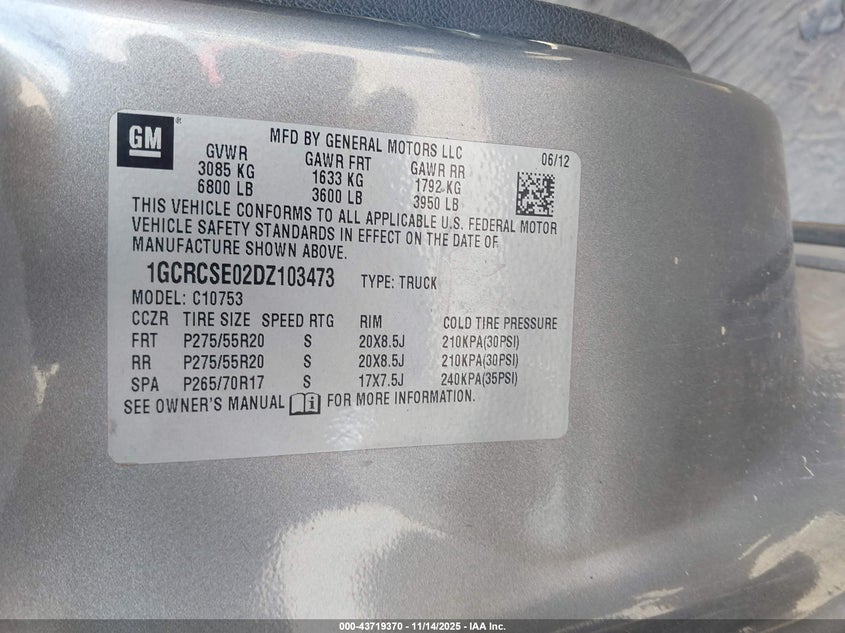 GM ®
MFD BY GENERAL MOTORS LLC
06/12
GVWR GAWR FRT GAWR RR
3085 KG 1633 KG 1792 KG
6800 LB 3600 LB 3950 LB
THIS VEHICLE CONFORMS TO ALL APPLICABLE U.S. FEDERAL MOTOR
VEHICLE SAFETY STANDARDS IN EFFECT ON THE DATE OF
MANUFACTURE SHOWN ABOVE.
1GCRCSE02DZ103473 TYPE: TRUCK
MODEL: C10753
CCZR TIRE SIZE SPEED RTG RIM COLD TIRE PRESSURE
FRT P275/55R20 S 20X8.5J 210KPA(30PSI)
RR P275/55R20 S 20X8.5J 210KPA(30PSI)
SPA P265/70R17 S 17X7.5J 240KPA(35PSI)
SEE OWNER'S MANUAL i FOR MORE INFORMATION.
000-43719370 - 11/14/2025 - IAA Inc.